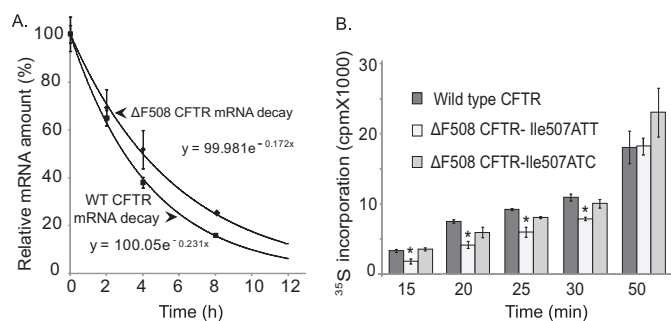 A.
Relative mRNA amount (%)
100
80
60
40
20
0
ΔF508 CFTR mRNA decay
y = 99.981e⁻⁰·¹⁷²ˣ
WT CFTR
mRNA decay
y = 100.05e⁻⁰·²³¹ˣ
0 2 4 6 8 10 12
Time (h)
B.
³⁵S incorporation (cpmX1000)
30
20
10
0
Wild type CFTR
ΔF508 CFTR- Ile507ATT
ΔF508 CFTR-Ile507ATC
* * * *
15 20 25 30 50
Time (min)